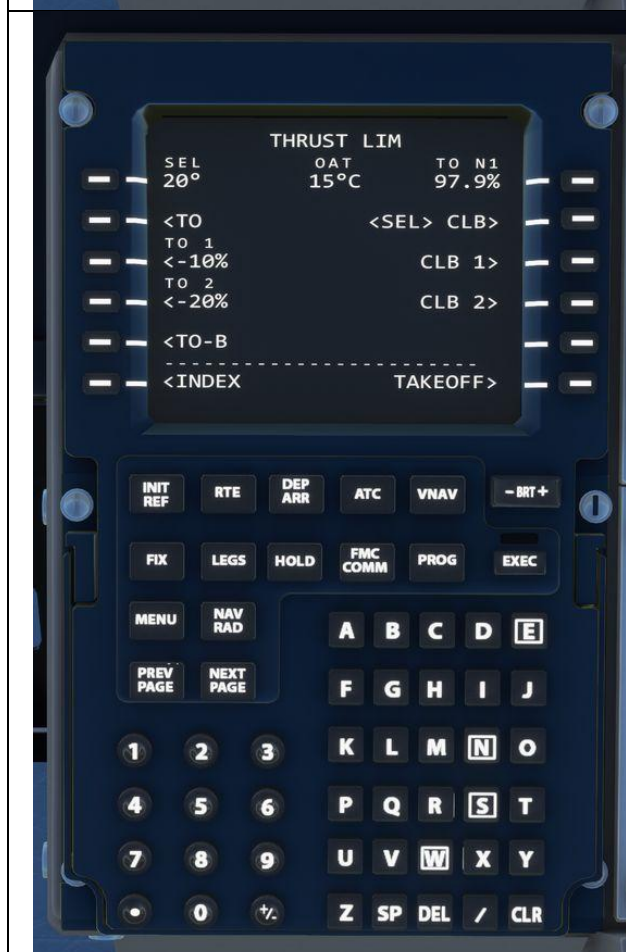 THRUST LIM
SEL OAT TO N1
20° 15°C 97.9%
<TO <SEL> CLB>
TO 1
<-10% CLB 1>
TO 2
<-20% CLB 2>
<TO-B
--------------------------
<INDEX TAKEOFF>
INIT REF RTE DEP ARR ATC VNAV - BRT +
FIX LEGS HOLD FMC COMM PROG EXEC
MENU NAV RAD A B C D E
PREV PAGE NEXT PAGE F G H I J
1 2 3 K L M N O
4 5 6 P Q R S T
7 8 9 U V W X Y
• 0 +/- Z SP DEL / CLR